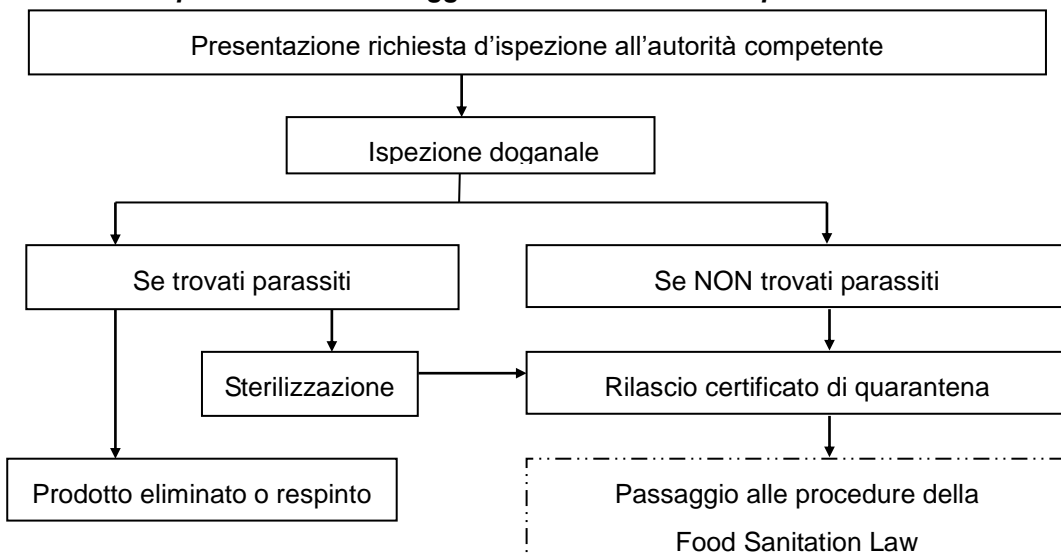 Presentazione richiesta d’ispezione all’autorità competente
Ispezione doganale
Se trovati parassiti
Se NON trovati parassiti
Sterilizzazione
Rilascio certificato di quarantena
Prodotto eliminato o respinto
Passaggio alle procedure della
Food Sanitation Law